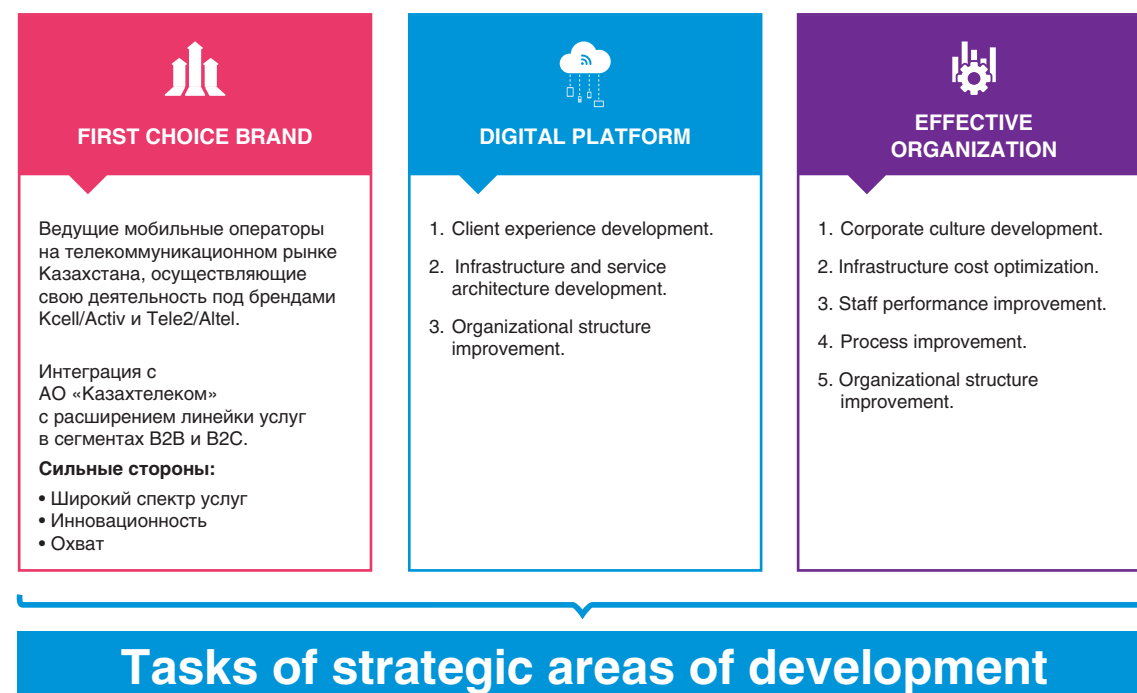 FIRST CHOICE BRAND
Ведущие мобильные операторы
на телекоммуникационном рынке
Казахстана, осуществляющие
свою деятельность под брендами
Kcell/Activ и Tele2/Altel.
Интеграция с
АО «Казахтелеком»
с расширением линейки услуг
в сегментах B2B и B2C.
Сильные стороны:
• Широкий спектр услуг
• Инновационность
• Охват
DIGITAL PLATFORM
1. Client experience development.
2. Infrastructure and service
architecture development.
3. Organizational structure
improvement.
EFFECTIVE
ORGANIZATION
1. Corporate culture development.
2. Infrastructure cost optimization.
3. Staff performance improvement.
4. Process improvement.
5. Organizational structure
improvement.
Tasks of strategic areas of development